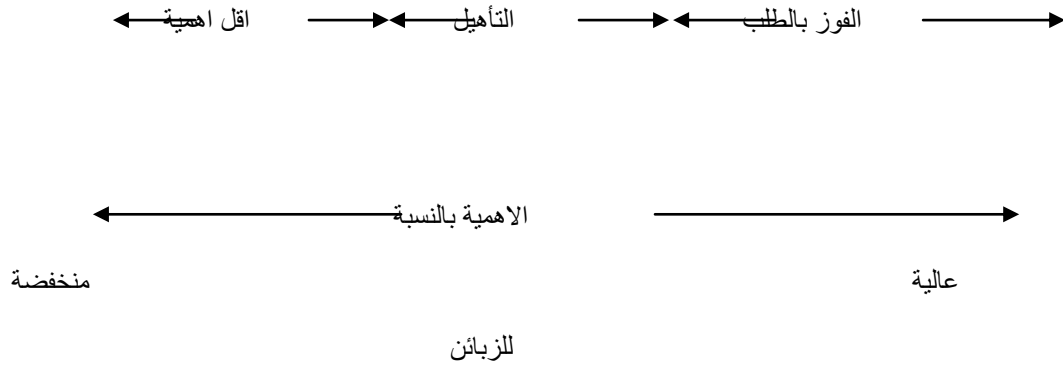 الفوز بالطلب التأهيل اقل اهمية
الاهمية بالنسبة
عالية منخفضة
للزبائن